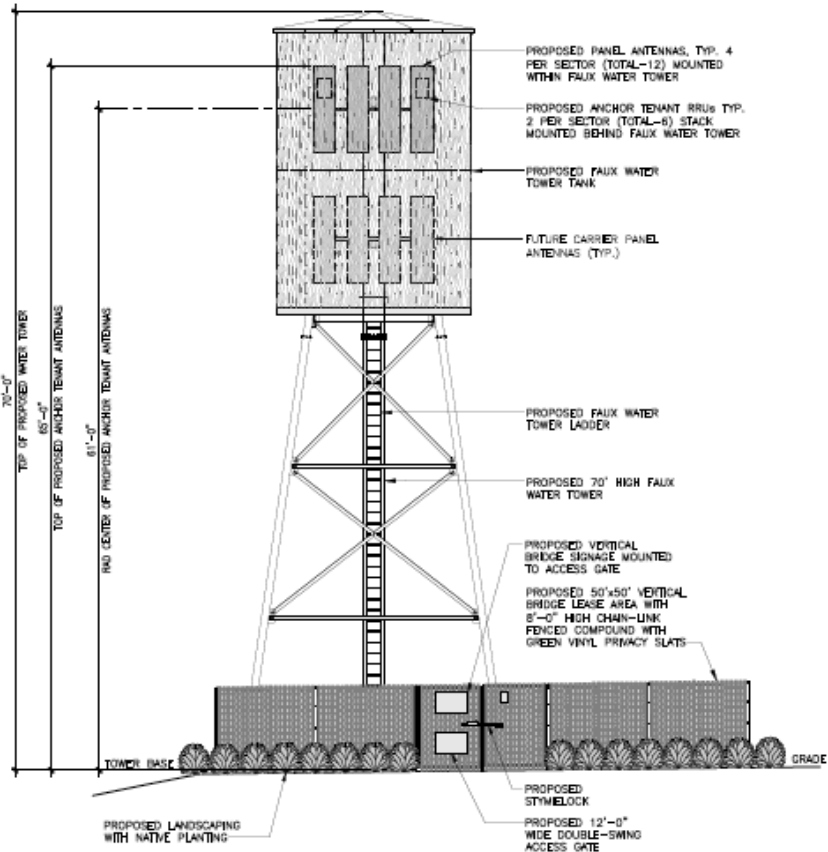 PROPOSED PANEL ANTENNAS, TYP. 4
PER SECTOR (TOTAL-12) MOUNTED
WITHIN FAUX WATER TOWER
PROPOSED ANCHOR TENANT RRUs TYP.
2 PER SECTOR (TOTAL-6) STACK
MOUNTED BEHIND FAUX WATER TOWER
PROPOSED FAUX WATER
TOWER TANK
FUTURE CARRIER PANEL
ANTENNAS (TYP.)
70'-0"
TOP OF PROPOSED WATER TOWER
65'-0"
TOP OF PROPOSED ANCHOR TENANT ANTENNAS
61'-0"
RAD CENTER OF PROPOSED ANCHOR TENANT ANTENNAS
PROPOSED FAUX WATER
TOWER LADDER
PROPOSED 70' HIGH FAUX
WATER TOWER
PROPOSED VERTICAL
BRIDGE SIGNAGE MOUNTED
TO ACCESS GATE
PROPOSED 50'x50' VERTICAL
BRIDGE LEASE AREA WITH
8'-0" HIGH CHAIN-LINK
FENCED COMPOUND WITH
GREEN VINYL PRIVACY SLATS
TOWER BASE
GRADE
PROPOSED
STYMIELOCK
PROPOSED LANDSCAPING
WITH NATIVE PLANTING
PROPOSED 12'-0"
WIDE DOUBLE-SWING
ACCESS GATE